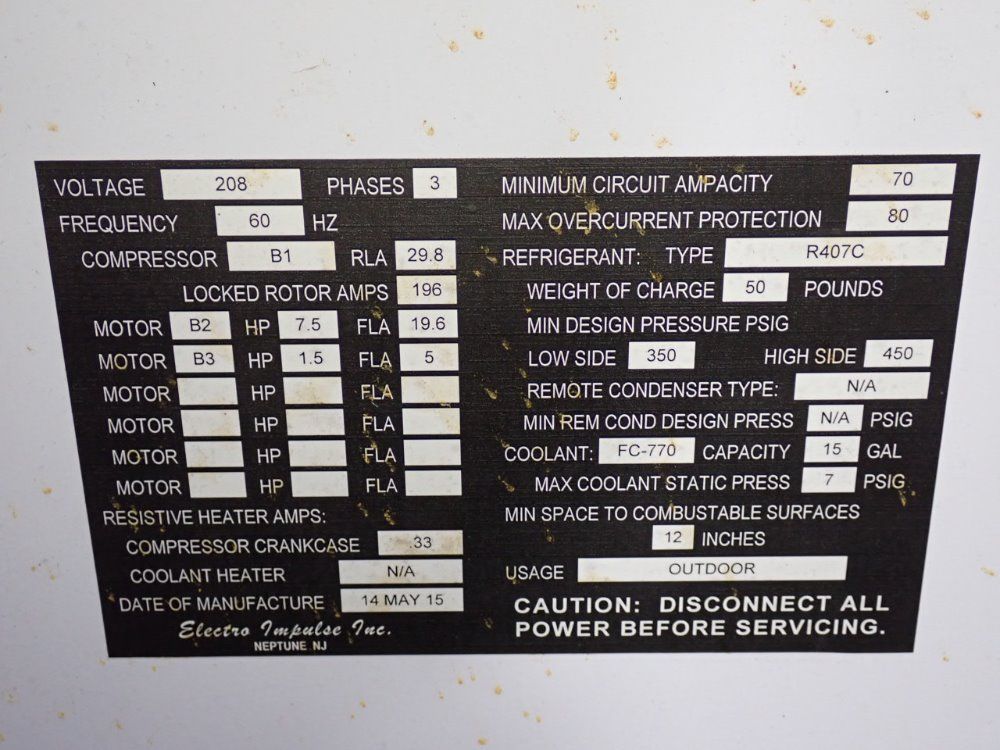 VOLTAGE 208 PHASES 3
FREQUENCY 60 HZ
COMPRESSOR B1 RLA 29.8
LOCKED ROTOR AMPS 196
MOTOR B2 HP 7.5 FLA 19.6
MOTOR B3 HP 1.5 FLA 5
MOTOR HP FLA
MOTOR HP FLA
MOTOR HP FLA
MOTOR HP FLA
RESISTIVE HEATER AMPS:
COMPRESSOR CRANKCASE .33
COOLANT HEATER N/A
DATE OF MANUFACTURE 14 MAY 15
Electro Impulse Inc.
NEPTUNE NJ
MINIMUM CIRCUIT AMPACITY 70
MAX OVERCURRENT PROTECTION 80
REFRIGERANT: TYPE R407C
WEIGHT OF CHARGE 50 POUNDS
MIN DESIGN PRESSURE PSIG
LOW SIDE 350 HIGH SIDE 450
REMOTE CONDENSER TYPE: N/A
MIN REM COND DESIGN PRESS N/A PSIG
COOLANT: FC-770 CAPACITY 15 GAL
MAX COOLANT STATIC PRESS 7 PSIG
MIN SPACE TO COMBUSTABLE SURFACES
12 INCHES
USAGE OUTDOOR
CAUTION: DISCONNECT ALL
POWER BEFORE SERVICING.